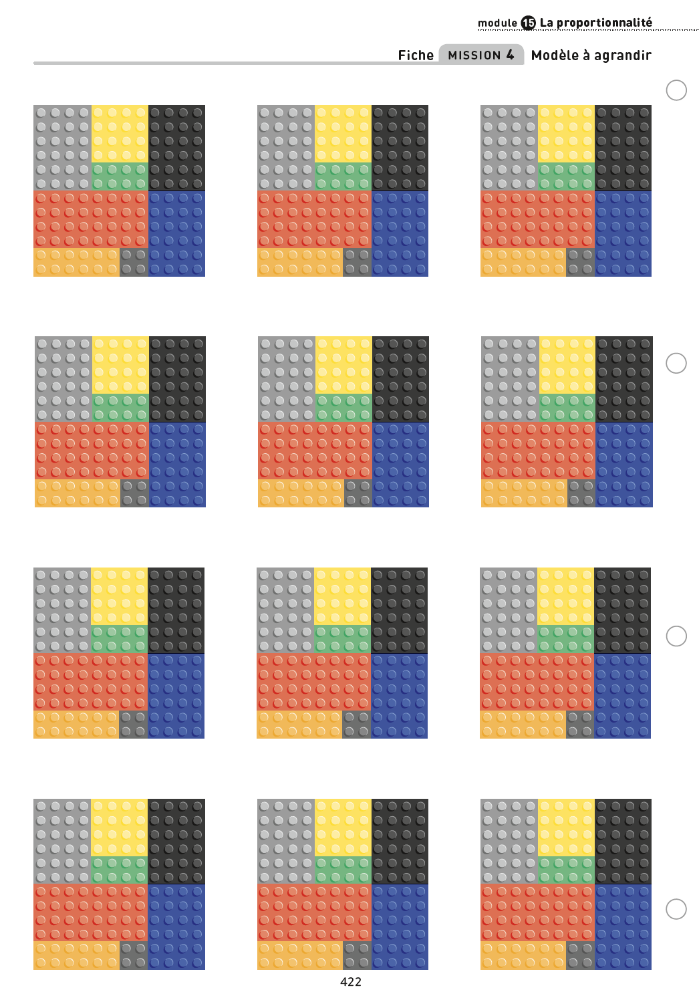 module 15 La proportionnalité
Fiche MISSION 4 Modèle à agrandir
422